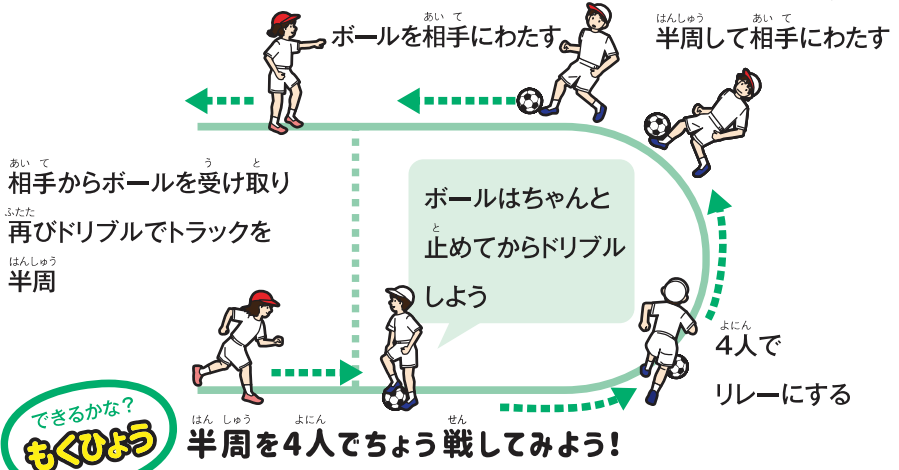 ボールを相手にわたす
半周して相手にわたす
相手からボールを受け取り
再びドリブルでトラックを
半周
ボールはちゃんと
止めてからドリブル
しよう
4人で
リレーにする
できるかな？
もくひょう
半周を4人でちょう戦してみよう！